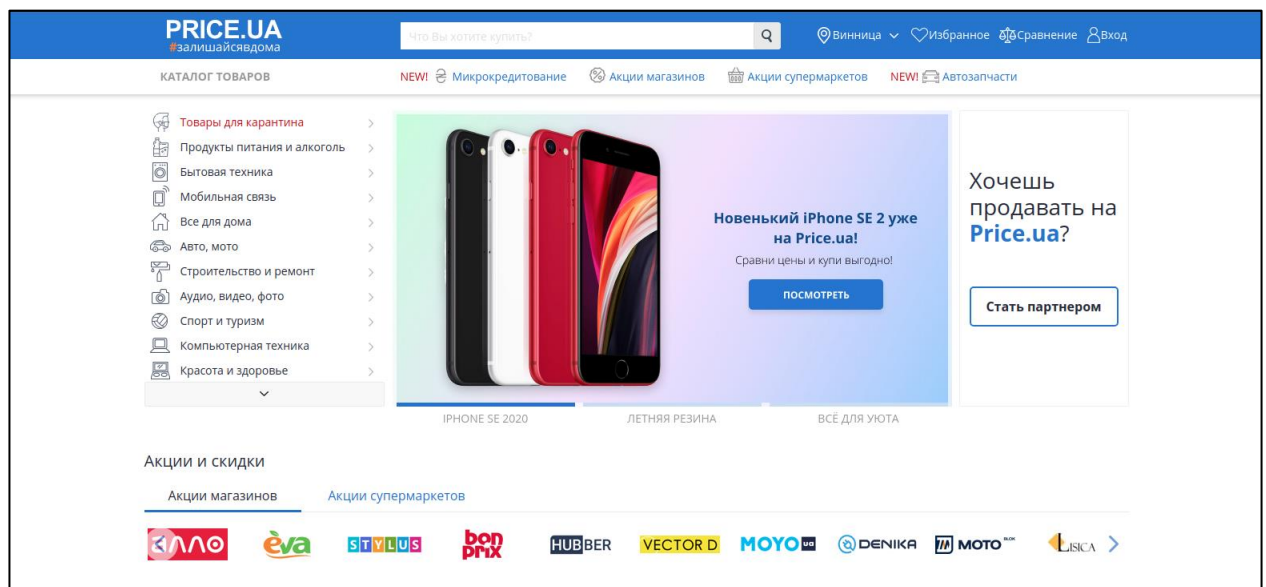 PRICE.UA
#залишайсявдома
Что Вы хотите купить?
Винница
Избранное
Сравнение
Вход
КАТАЛОГ ТОВАРОВ
NEW! Микрокредитование
Акции магазинов
Акции супермаркетов
NEW! Автозапчасти
Товары для карантина
Продукты питания и алкоголь
Бытовая техника
Мобильная связь
Все для дома
Авто, мото
Строительство и ремонт
Аудио, видео, фото
Спорт и туризм
Компьютерная техника
Красота и здоровье
Новенький iPhone SE 2 уже
на Price.ua!
Сравни цены и купи выгодно!
ПОСМОТРЕТЬ
IPHONE SE 2020
ЛЕТНЯЯ РЕЗИНА
ВСЁ ДЛЯ УЮТА
Хочешь
продавать на
Price.ua?
Стать партнером
Акции и скидки
Акции магазинов
Акции супермаркетов
eva
STYLUS
bon
prix
HUBBER
VECTOR D
MOYO ua
DENIKA
MOTO
LISICA